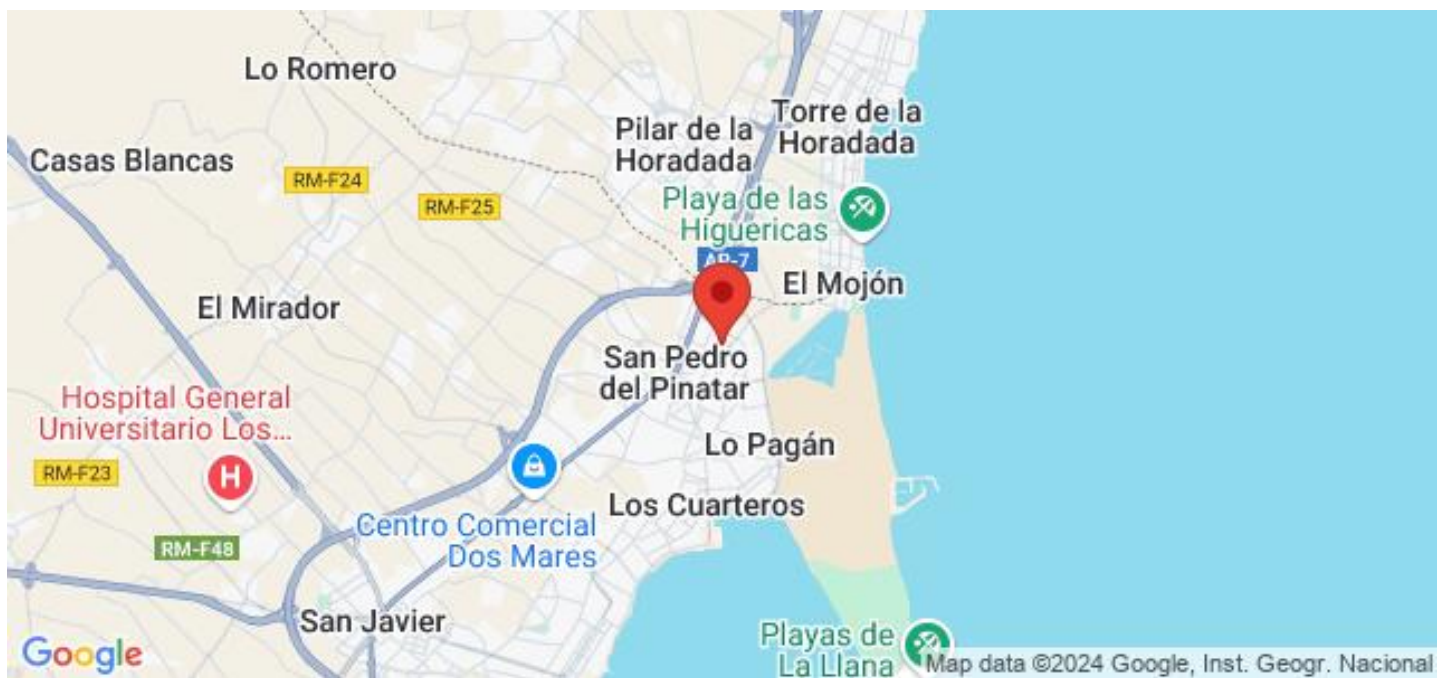 Lo Romero
Torre de la
Horadada
Pilar de la
Horadada
Casas Blancas
RM-F24
RM-F25
Playa de las
Higuericas
AP-7
El Mojón
El Mirador
San Pedro
del Pinatar
Hospital General
Universitario Los...
H
RM-F23
Lo Pagán
Los Cuarteros
Centro Comercial
Dos Mares
RM-F48
San Javier
Playas de
La Llana
Google
Map data ©2024 Google, Inst. Geogr. Nacional